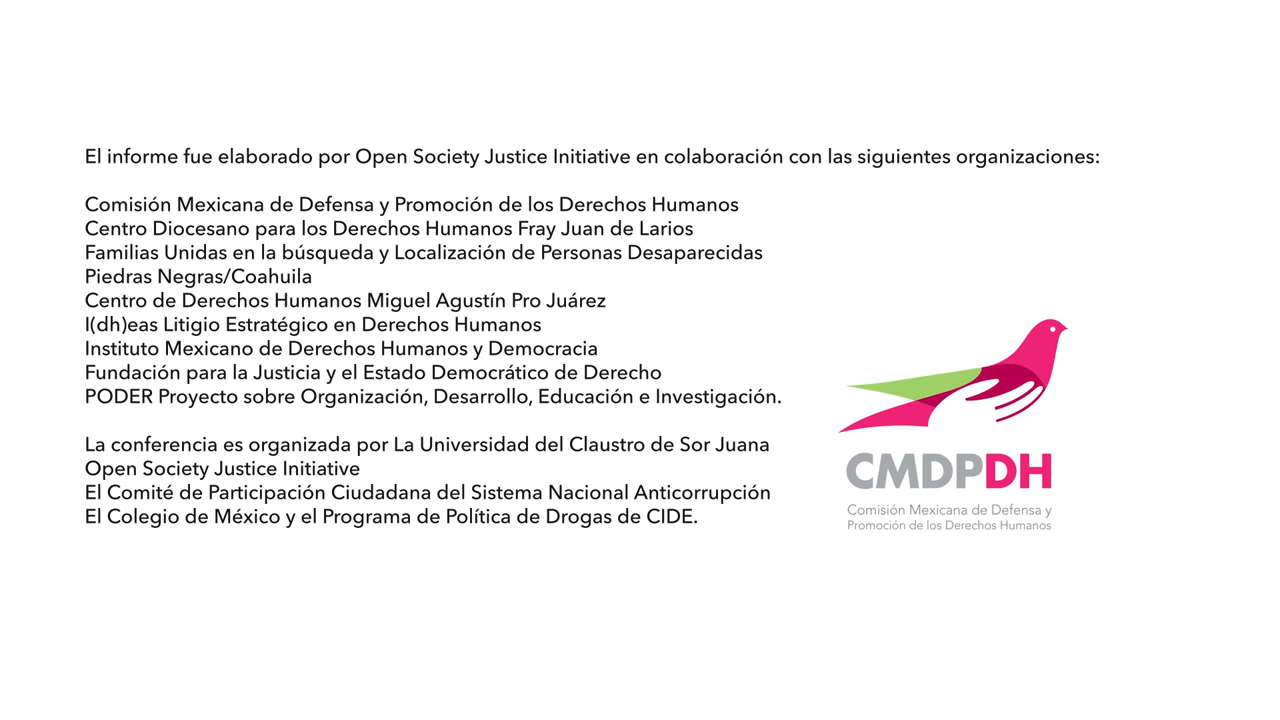 El informe fue elaborado por Open Society Justice Initiative en colaboración con las siguientes organizaciones:
Comisión Mexicana de Defensa y Promoción de los Derechos Humanos
Centro Diocesano para los Derechos Humanos Fray Juan de Larios
Familias Unidas en la búsqueda y Localización de Personas Desaparecidas
Piedras Negras/Coahuila
Centro de Derechos Humanos Miguel Agustín Pro Juárez
I(dh)eas Litigio Estratégico en Derechos Humanos
Instituto Mexicano de Derechos Humanos y Democracia
Fundación para la Justicia y el Estado Democrático de Derecho
PODER Proyecto sobre Organización, Desarrollo, Educación e Investigación.
La conferencia es organizada por La Universidad del Claustro de Sor Juana
Open Society Justice Initiative
El Comité de Participación Ciudadana del Sistema Nacional Anticorrupción
El Colegio de México y el Programa de Política de Drogas de CIDE.
CMDPDH
Comisión Mexicana de Defensa y
Promoción de los Derechos Humanos